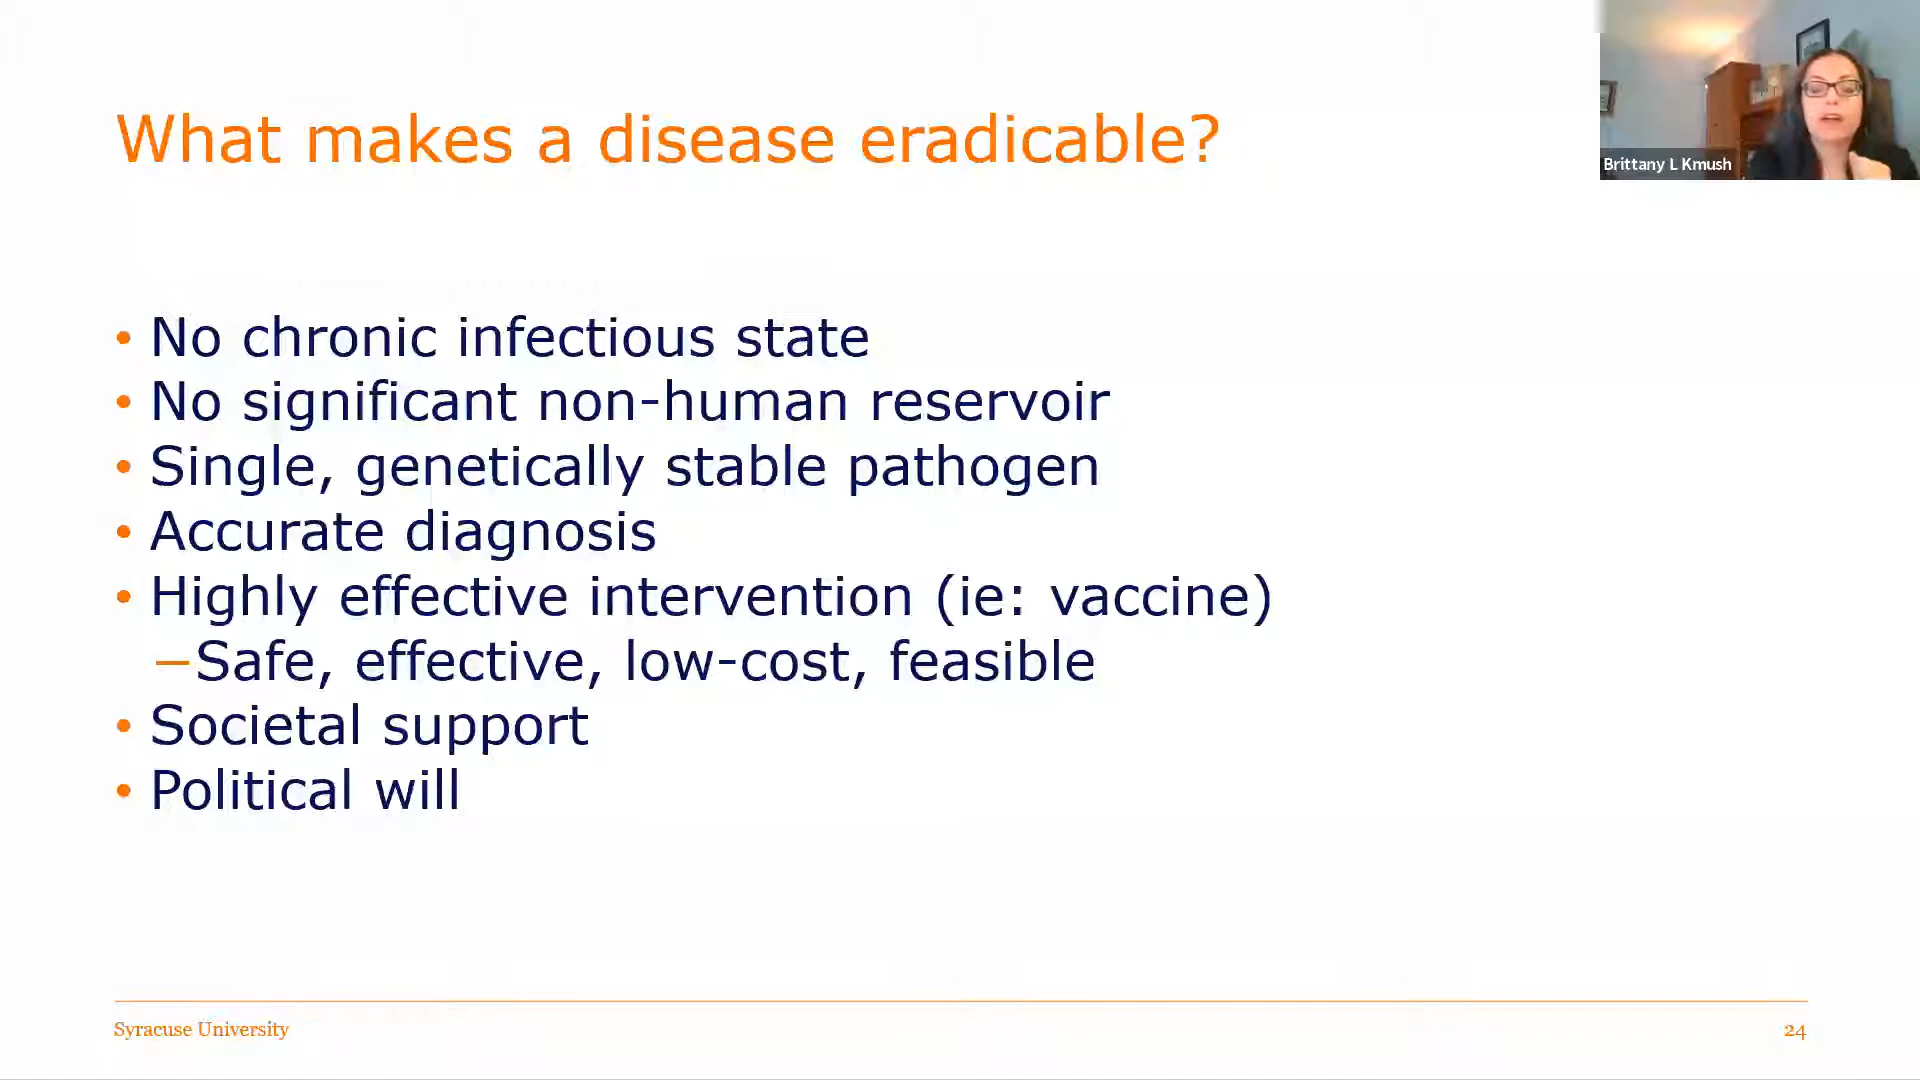 What makes a disease eradicable?
Brittany L Kmush
• No chronic infectious state
• No significant non-human reservoir
• Single, genetically stable pathogen
• Accurate diagnosis
• Highly effective intervention (ie: vaccine)
–Safe, effective, low-cost, feasible
• Societal support
• Political will
Syracuse University
24